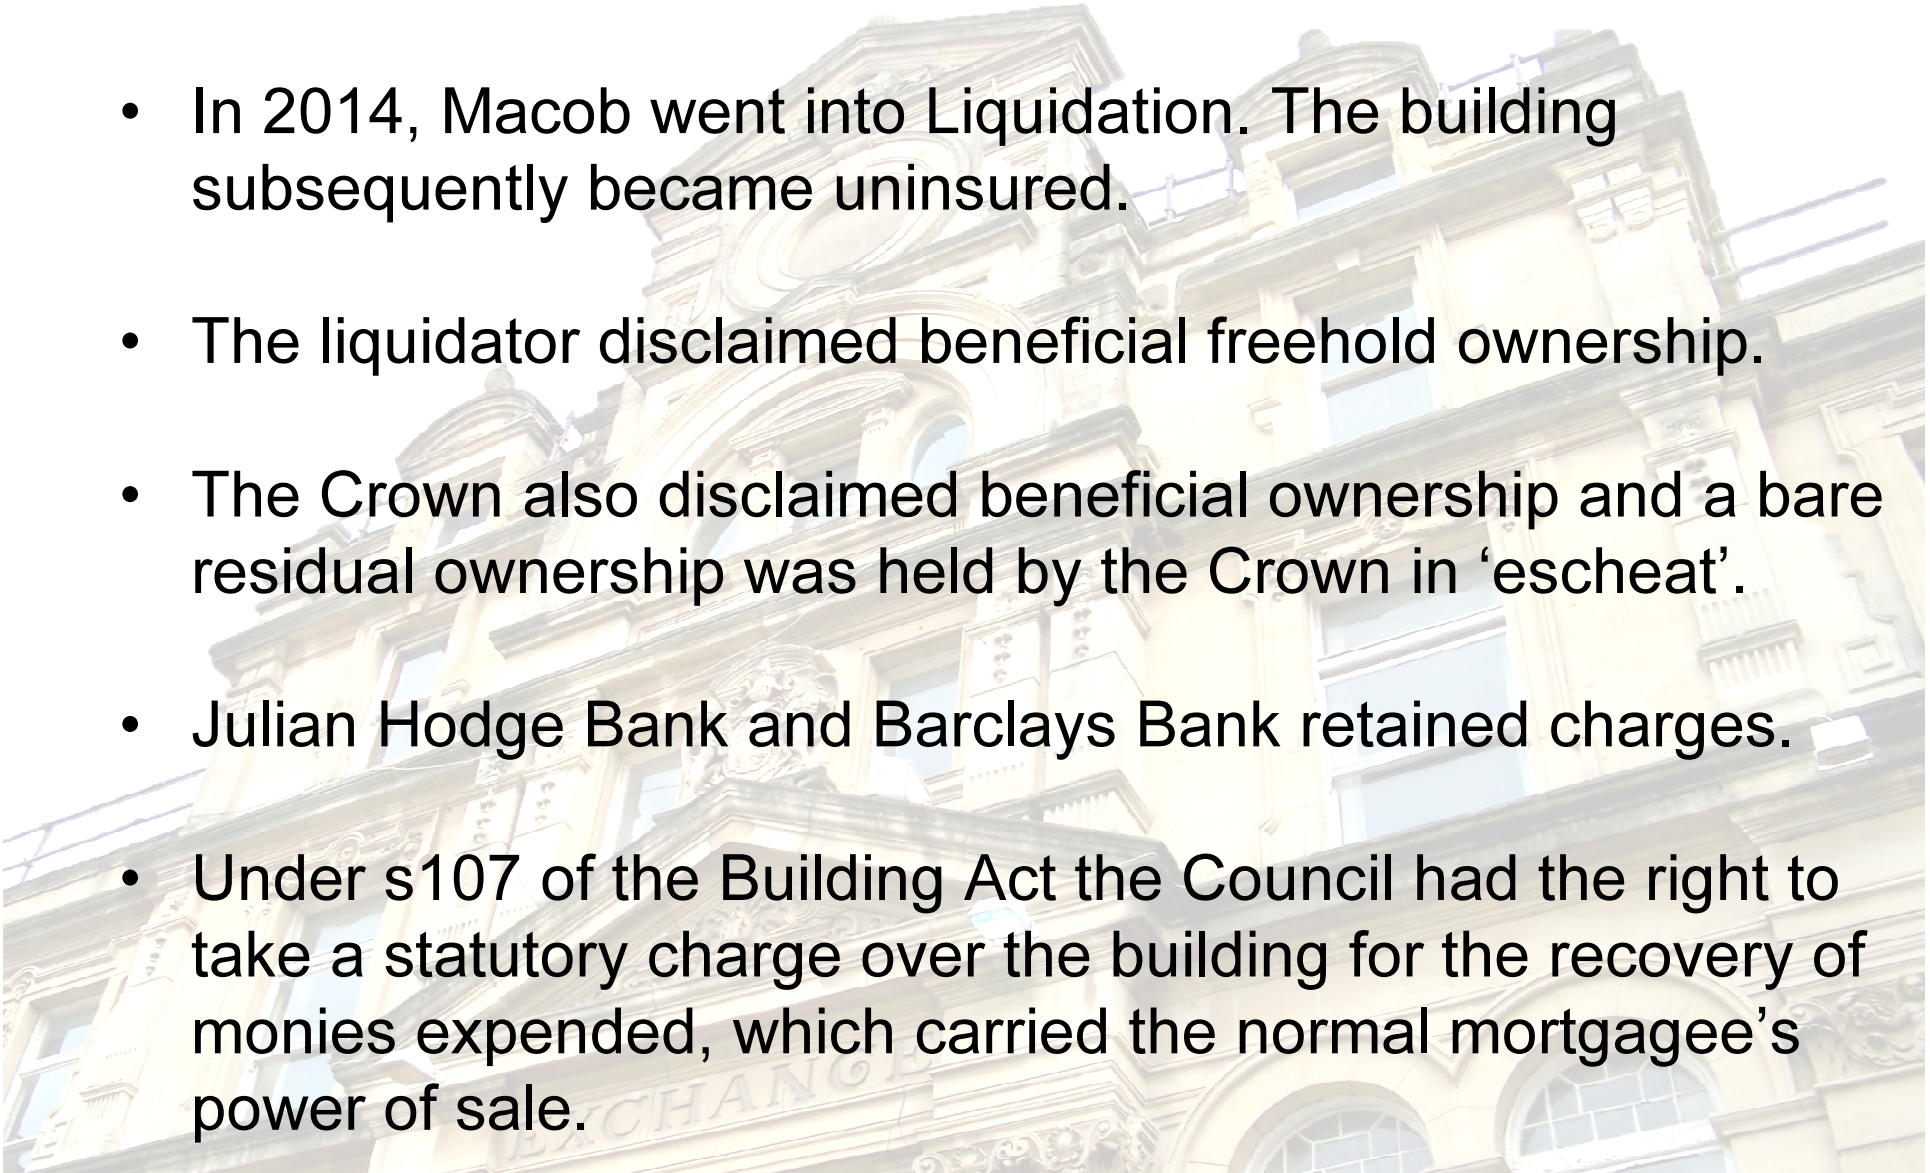 • In 2014, Macob went into Liquidation. The building
subsequently became uninsured.
• The liquidator disclaimed beneficial freehold ownership.
• The Crown also disclaimed beneficial ownership and a bare
residual ownership was held by the Crown in ‘escheat’.
• Julian Hodge Bank and Barclays Bank retained charges.
• Under s107 of the Building Act the Council had the right to
take a statutory charge over the building for the recovery of
monies expended, which carried the normal mortgagee’s
power of sale.
EXCHANGE